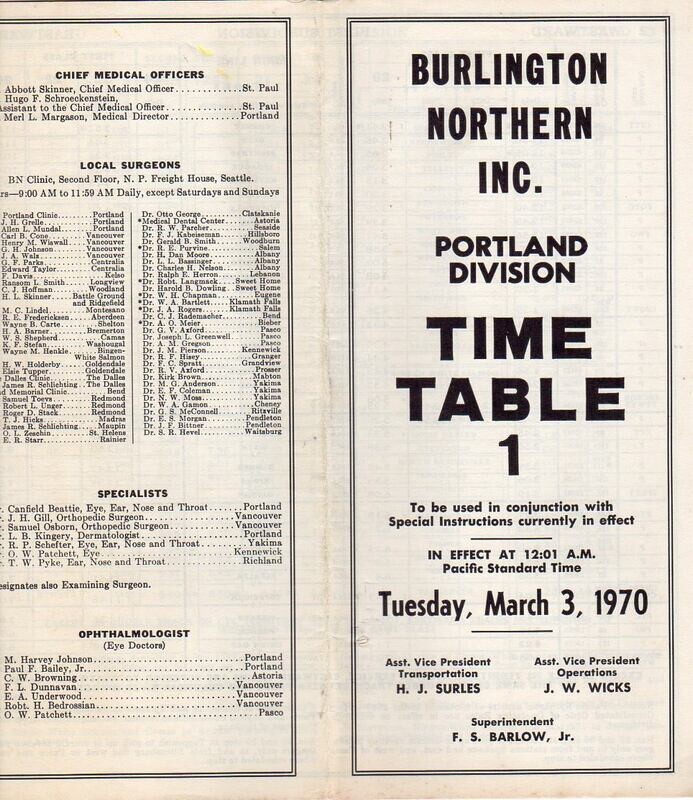 CHIEF MEDICAL OFFICERS
Abbott Skinner, Chief Medical Officer............St. Paul
Hugo F. Schroeckenstein,
Assistant to the Chief Medical Officer............St. Paul
Merl L. Margason, Medical Director............Portland
LOCAL SURGEONS
BN Clinic, Second Floor, N. P. Freight House, Seattle.
rs—9:00 AM to 11:59 AM Daily, except Saturdays and Sundays
Portland Clinic............Portland
J. H. Grelle............Portland
Allen L. Mundal............Portland
Carl B. Cone............Vancouver
Henry M. Wiswall............Vancouver
G. H. Johnson............Vancouver
J. A. Wals............Vancouver
G. F. Parks............Centralia
Edward Taylor............Centralia
F. Davis............Kelso
Ransom L. Smith............Longview
C. J. Hoffman............Woodland
H. L. Skinner............Battle Ground
and Ridgefield
M. C. Lindel............Montesano
R. E. Fredericksen............Aberdeen
Wayne B. Carte............Shelton
H. A. Barner............Bremerton
W. S. Shepherd............Camas
K. F. Stefan............Washougal
Wayne M. Henkle............Bingen-
White Salmon
H. W. Holderby............Goldendale
Elsie Tupper............Goldendale
e Dalles Clinic............The Dalles
James R. Schlichting....The Dalles
nd Memorial Clinic............Bend
Samuel Toevs............Redmond
Robert L. Unger............Redmond
Roger D. Stack............Redmond
T. J. Hicks............Madras
James R. Schlichting............Maupin
O. L. Zeschin............St. Helens
E. R. Starr............Rainier
Dr. Otto George............Clatskanie
*Medical Dental Center............Astoria
Dr. R. W. Parcher............Seaside
Dr. F. J. Kabeiseman............Hillsboro
Dr. Gerald B. Smith............Woodburn
*Dr. R. E. Purvine............Salem
Dr. H. Dan Moore............Albany
Dr. L. L. Bassinger............Albany
Dr. Charles H. Nelson............Albany
Dr. Ralph E. Herron............Lebanon
*Dr. Robt. Langmack............Sweet Home
Dr. Harold B. Dowling..Sweet Home
*Dr. W. H. Chapman............Eugene
*Dr. W. A. Bartlett....Klamath Falls
*Dr. J. A. Rogers............Klamath Falls
Dr. C. J. Rademacher............Bend
*Dr. A. O. Meier............Bieber
Dr. G. V. Axford............Pasco
Dr. Joseph L. Greenwell............Pasco
Dr. A. M. Gregson............Pasco
Dr. J. M. Pierson............Kennewick
Dr. R. F. Hasey............Granger
Dr. F. C. Spratt............Grandview
Dr. R. V. Axford............Prosser
Dr. Kirk Brown............Mabton
Dr. M. G. Anderson............Yakima
Dr. E. F. Coleman............Yakima
Dr. N. W. Moss............Yakima
Dr. W. A. Gamon............Cheney
Dr. G. S. McConnell............Ritzville
Dr. E. S. Morgan............Pendleton
Dr. J. F. Bittner............Pendleton
Dr. S. R. Hevel............Waitsburg
SPECIALISTS
r. Canfield Beattie, Eye, Ear, Nose and Throat............Portland
r. J. H. Gill, Orthopedic Surgeon............Vancouver
r. Samuel Osborn, Orthopedic Surgeon............Vancouver
r. L. B. Kingery, Dermatologist............Portland
r. R. P. Schefter, Eye, Ear, Nose and Throat............Yakima
r. O. W. Patchett, Eye............Kennewick
r. T. W. Pyke, Ear, Nose and Throat............Richland
esignates also Examining Surgeon.
OPHTHALMOLOGIST
(Eye Doctors)
M. Harvey Johnson............Portland
Paul F. Bailey, Jr.............Portland
C. W. Browning............Astoria
F. L. Dunnavan............Vancouver
E. A. Underwood............Vancouver
Robt. H. Bedrossian............Vancouver
O. W. Patchett............Pasco
BURLINGTON
NORTHERN
INC.
PORTLAND
DIVISION
TIME
TABLE
1
To be used in conjunction with
Special Instructions currently in effect
IN EFFECT AT 12:01 A.M.
Pacific Standard Time
Tuesday, March 3, 1970
Asst. Vice President
Transportation
H. J. SURLES
Asst. Vice President
Operations
J. W. WICKS
Superintendent
F. S. BARLOW, Jr.